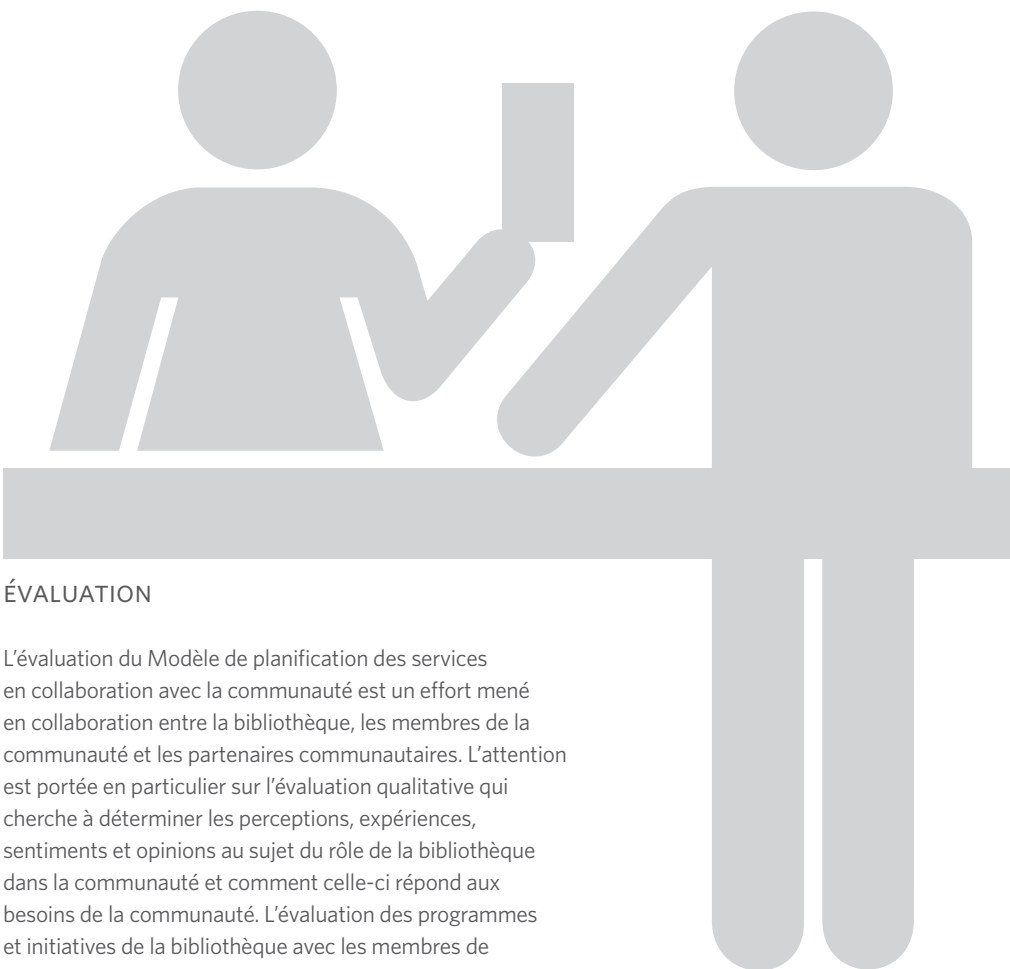 ÉVALUATION
L’évaluation du Modèle de planification des services
en collaboration avec la communauté est un effort mené
en collaboration entre la bibliothèque, les membres de la
communauté et les partenaires communautaires. L’attention
est portée en particulier sur l’évaluation qualitative qui
cherche à déterminer les perceptions, expériences,
sentiments et opinions au sujet du rôle de la bibliothèque
dans la communauté et comment celle-ci répond aux
besoins de la communauté. L’évaluation des programmes
et initiatives de la bibliothèque avec les membres de